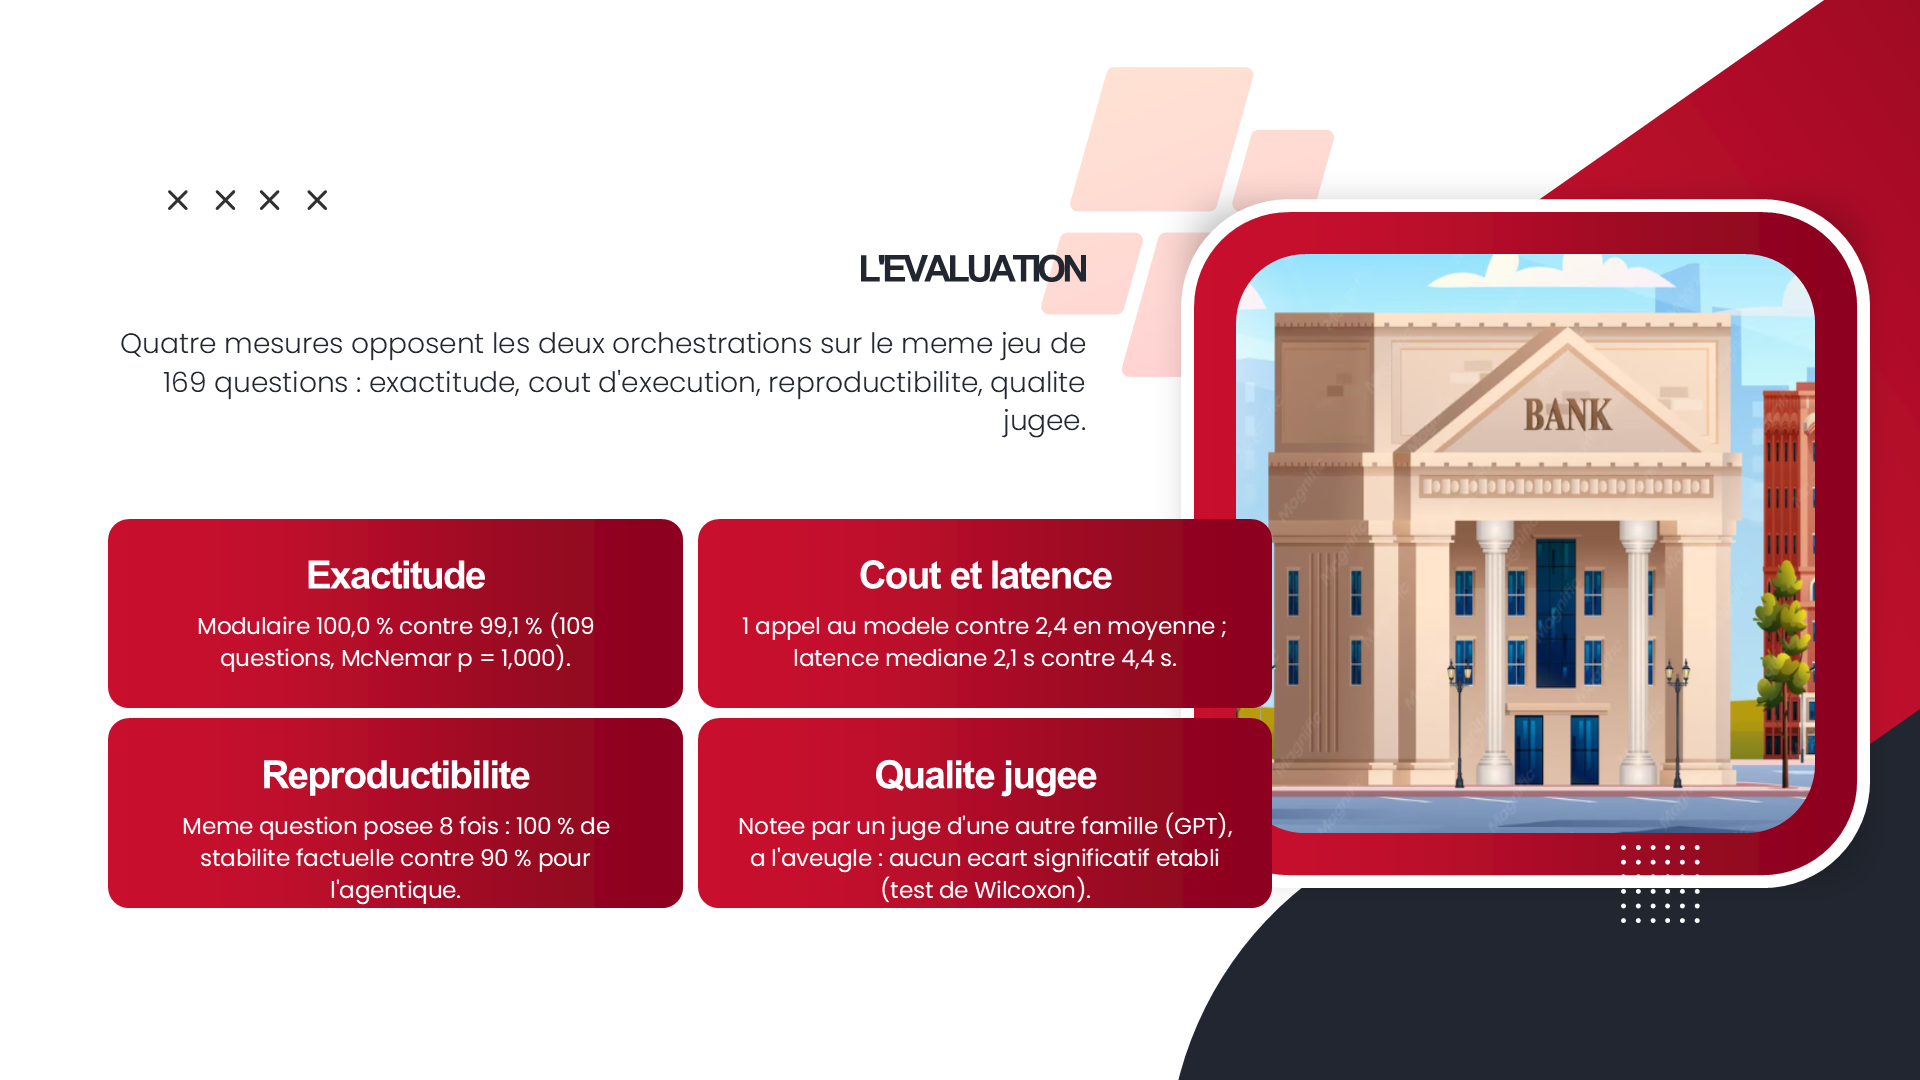 L'EVALUATION
Quatre mesures opposent les deux orchestrations sur le meme jeu de
169 questions : exactitude, cout d'execution, reproductibilite, qualite
jugee.
BANK
Exactitude
Modulaire 100,0 % contre 99,1 % (109
questions, McNemar p = 1,000).
Cout et latence
1 appel au modele contre 2,4 en moyenne ;
latence mediane 2,1 s contre 4,4 s.
Reproductibilite
Meme question posee 8 fois : 100 % de
stabilite factuelle contre 90 % pour
l'agentique.
Qualite jugee
Notee par un juge d'une autre famille (GPT),
a l'aveugle : aucun ecart significatif etabli
(test de Wilcoxon).